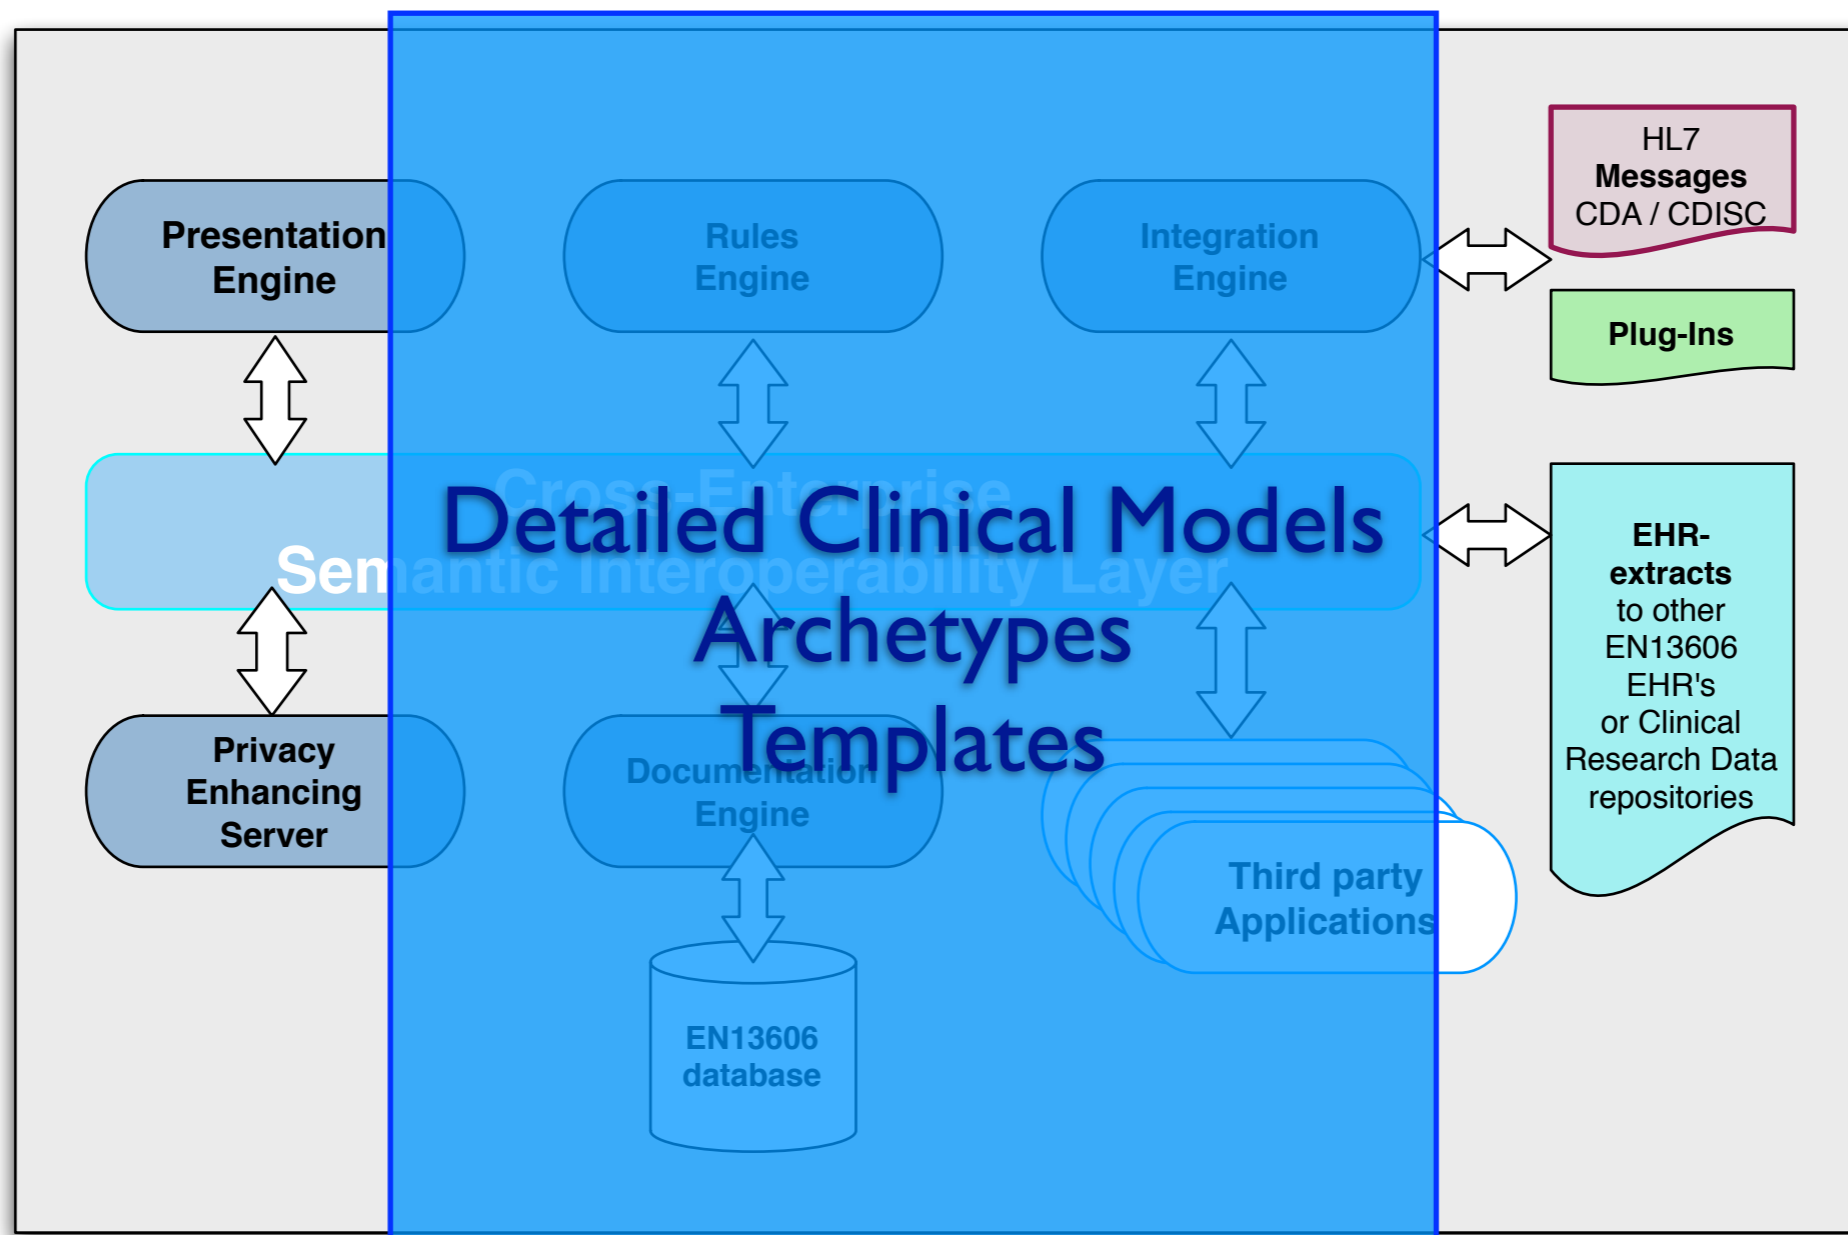 Presentation
Engine
Rules
Engine
Integration
Engine
HL7
Messages
CDA / CDISC
Plug-Ins
Cross-Enterprise
Semantic Interoperability Layer
Detailed Clinical Models
Archetypes
Templates
EHR-
extracts
to other
EN13606
EHR's
or Clinical
Research Data
repositories
Privacy
Enhancing
Server
Documentation
Engine
Third party
Applications
EN13606
database